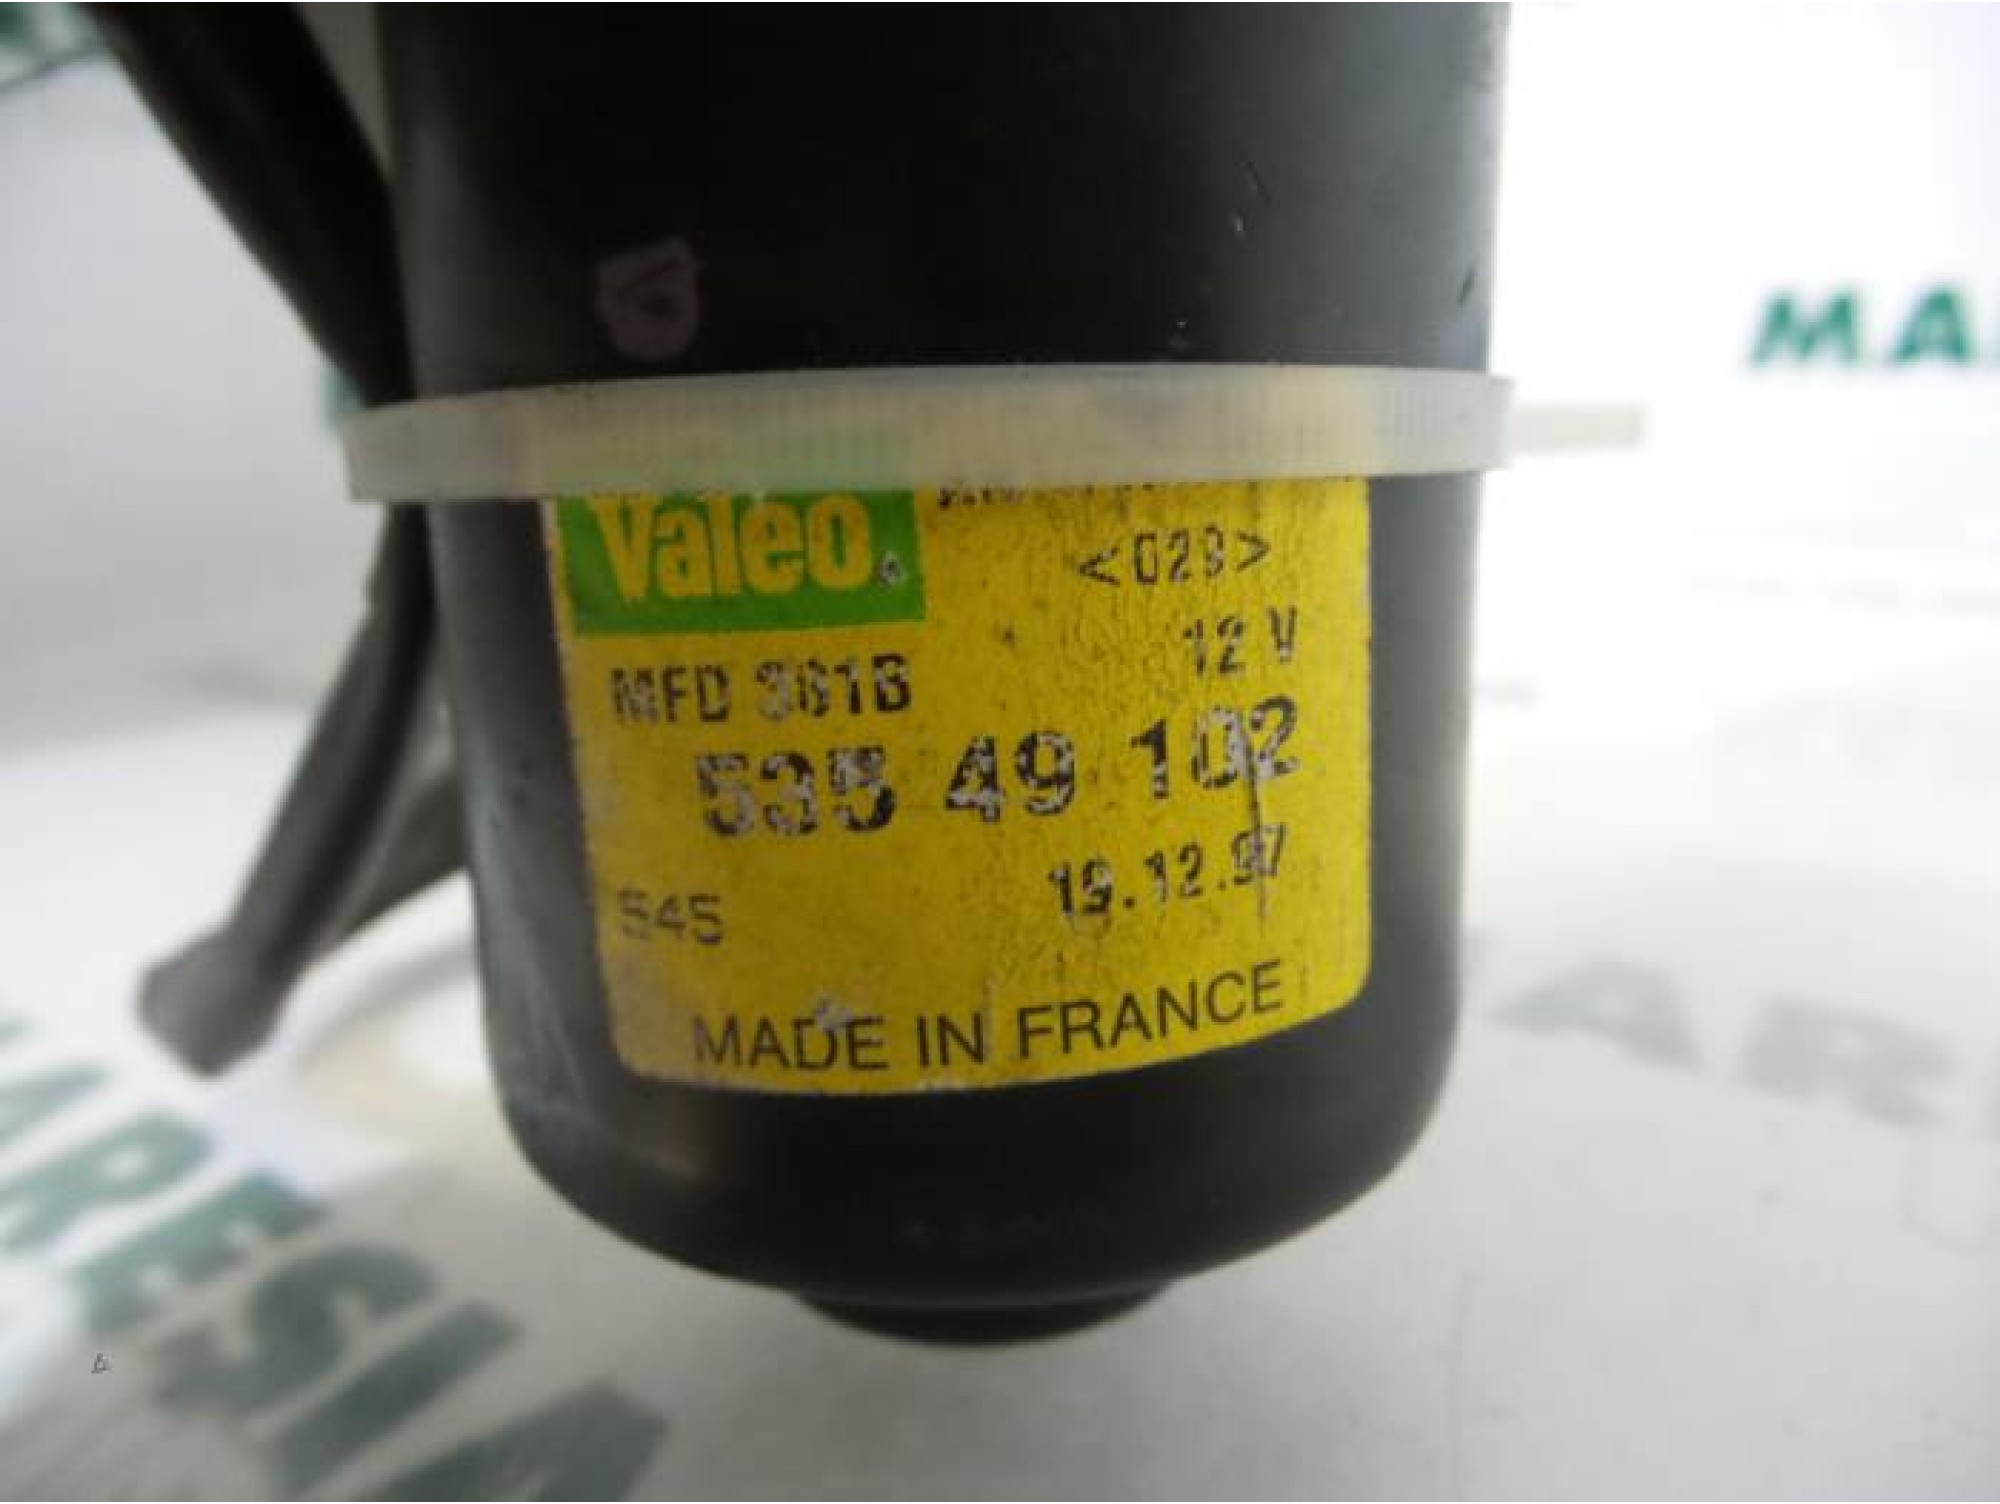 Valeo
<028>
12 V
MFD 361B
535 49 102
19.12.97
545
MADE IN FRANCE